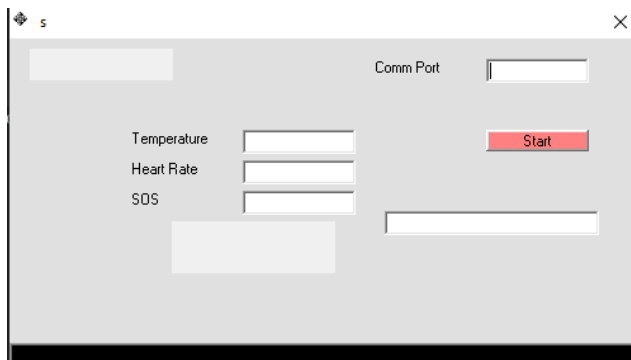 s
Comm Port
Temperature
Start
Heart Rate
SOS